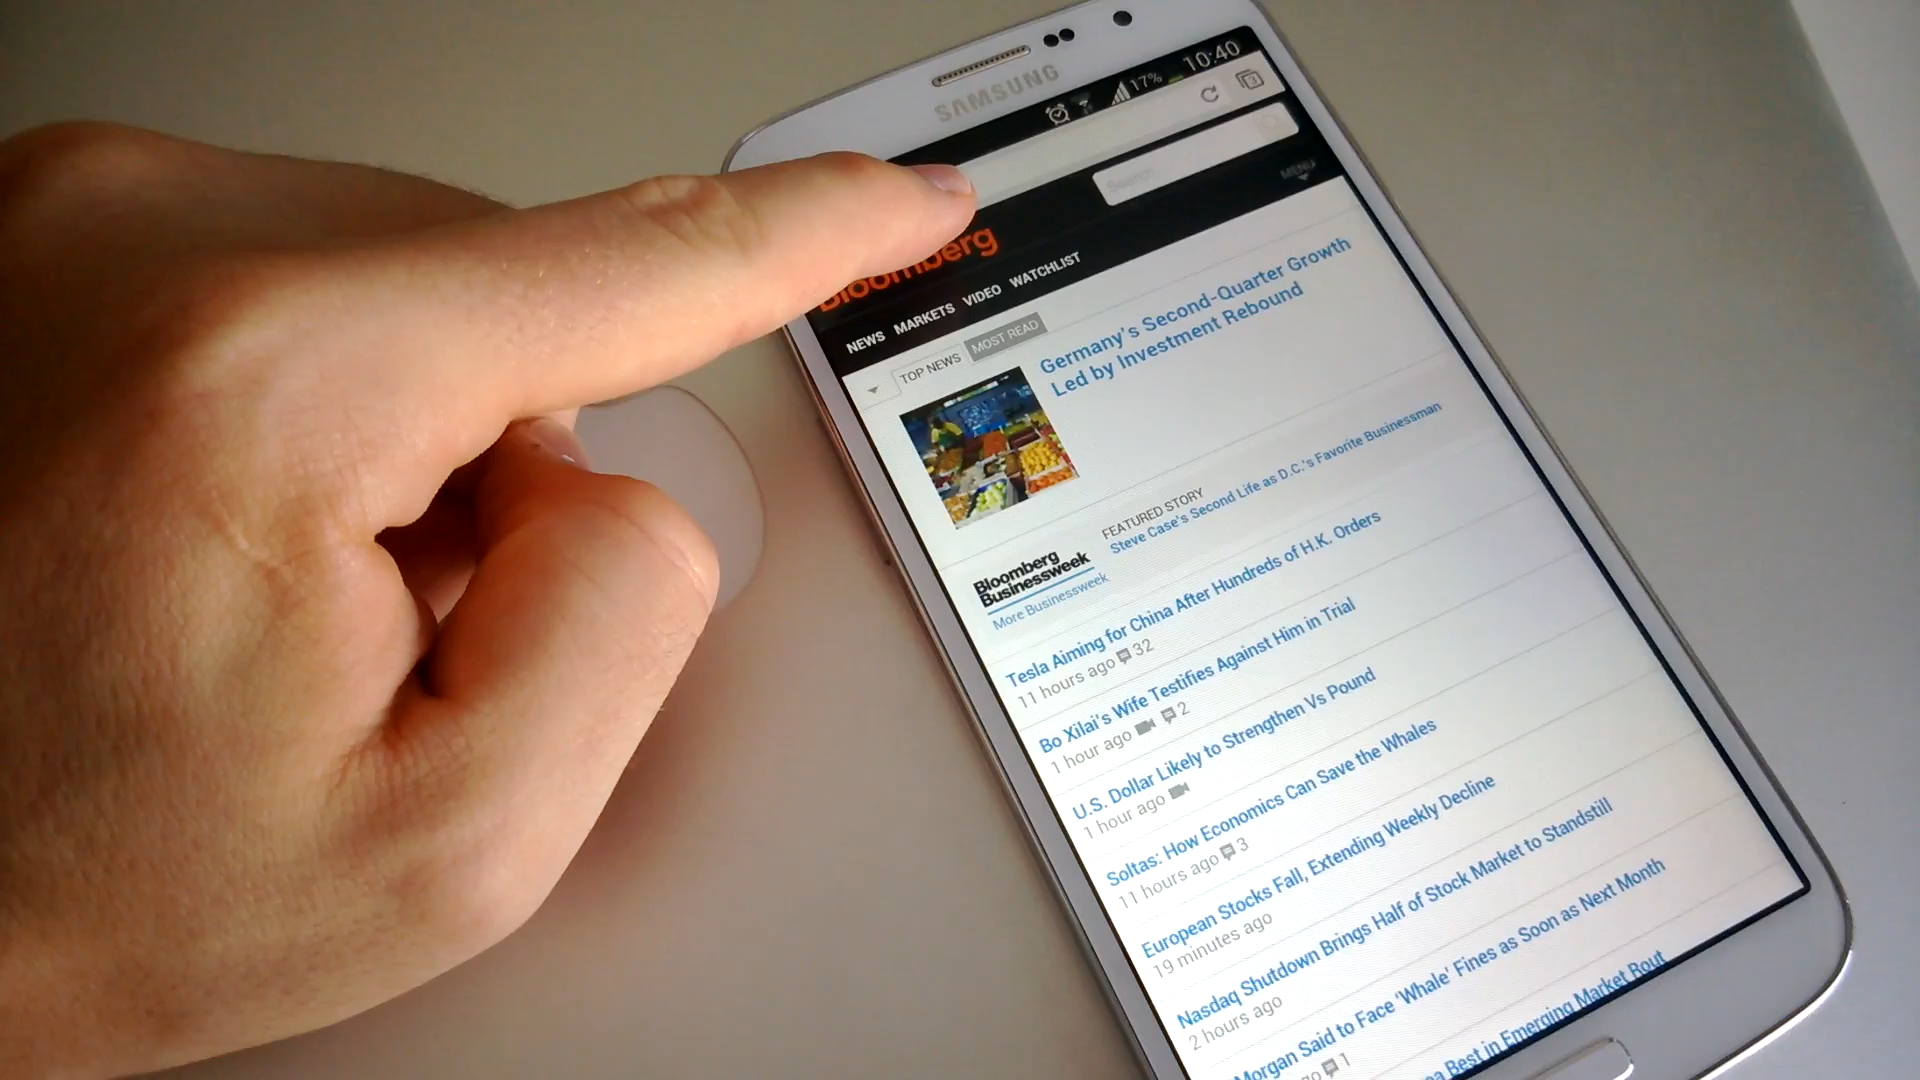 SAMSUNG
17% 10:40
3
Search
MENU
Bloomberg
NEWS MARKETS VIDEO WATCHLIST
TOP NEWS MOST READ
Germany's Second-Quarter Growth
Led by Investment Rebound
FEATURED STORY
Steve Case's Second Life as D.C.'s Favorite Businessman
Bloomberg
Businessweek
More Businessweek
Tesla Aiming for China After Hundreds of H.K. Orders
11 hours ago 32
Bo Xilai's Wife Testifies Against Him in Trial
1 hour ago 2
U.S. Dollar Likely to Strengthen Vs Pound
1 hour ago
Soltas: How Economics Can Save the Whales
11 hours ago 3
European Stocks Fall, Extending Weekly Decline
19 minutes ago
Nasdaq Shutdown Brings Half of Stock Market to Standstill
2 hours ago
Morgan Said to Face 'Whale' Fines as Soon as Next Month
1
Best in Emerging Market Rout